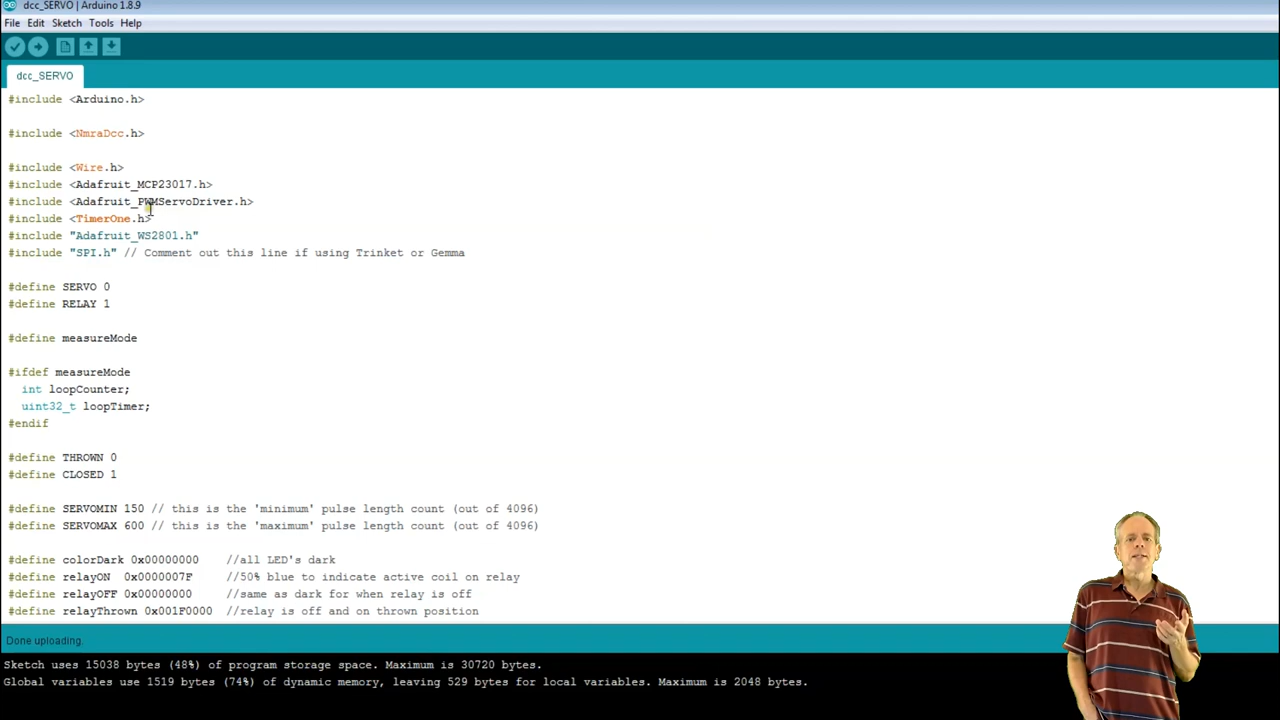 dcc_SERVO | Arduino 1.8.9
File Edit Sketch Tools Help
dcc_SERVO
#include <Arduino.h>
#include <NmraDcc.h>
#include <Wire.h>
#include <Adafruit_MCP23017.h>
#include <Adafruit_PWMServoDriver.h>
#include <TimerOne.h>
#include "Adafruit_WS2801.h"
#include "SPI.h" // Comment out this line if using Trinket or Gemma
#define SERVO 0
#define RELAY 1
#define measureMode
#ifdef measureMode
int loopCounter;
uint32_t loopTimer;
#endif
#define THROWN 0
#define CLOSED 1
#define SERVOMIN 150 // this is the 'minimum' pulse length count (out of 4096)
#define SERVOMAX 600 // this is the 'maximum' pulse length count (out of 4096)
#define colorDark 0x00000000 //all LED's dark
#define relayON 0x0000007F //50% blue to indicate active coil on relay
#define relayOFF 0x00000000 //same as dark for when relay is off
#define relayThrown 0x001F0000 //relay is off and on thrown position
Done uploading.
Sketch uses 15038 bytes (48%) of program storage space. Maximum is 30720 bytes.
Global variables use 1519 bytes (74%) of dynamic memory, leaving 529 bytes for local variables. Maximum is 2048 bytes.